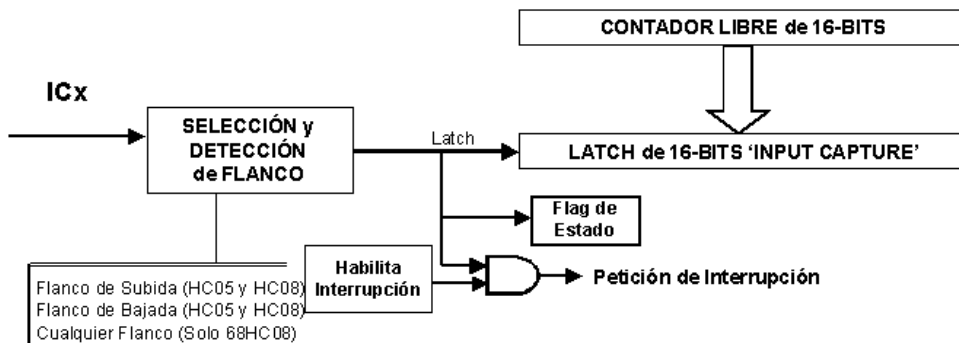 CONTADOR LIBRE de 16-BITS
ICx
SELECCIÓN y
DETECCIÓN
de FLANCO
Latch
LATCH de 16-BITS ‘INPUT CAPTURE’
Flag de
Estado
Habilita
Interrupción
Petición de Interrupción
Flanco de Subida (HC05 y HC08)
Flanco de Bajada (HC05 y HC08)
Cualquier Flanco (Solo 68HC08)